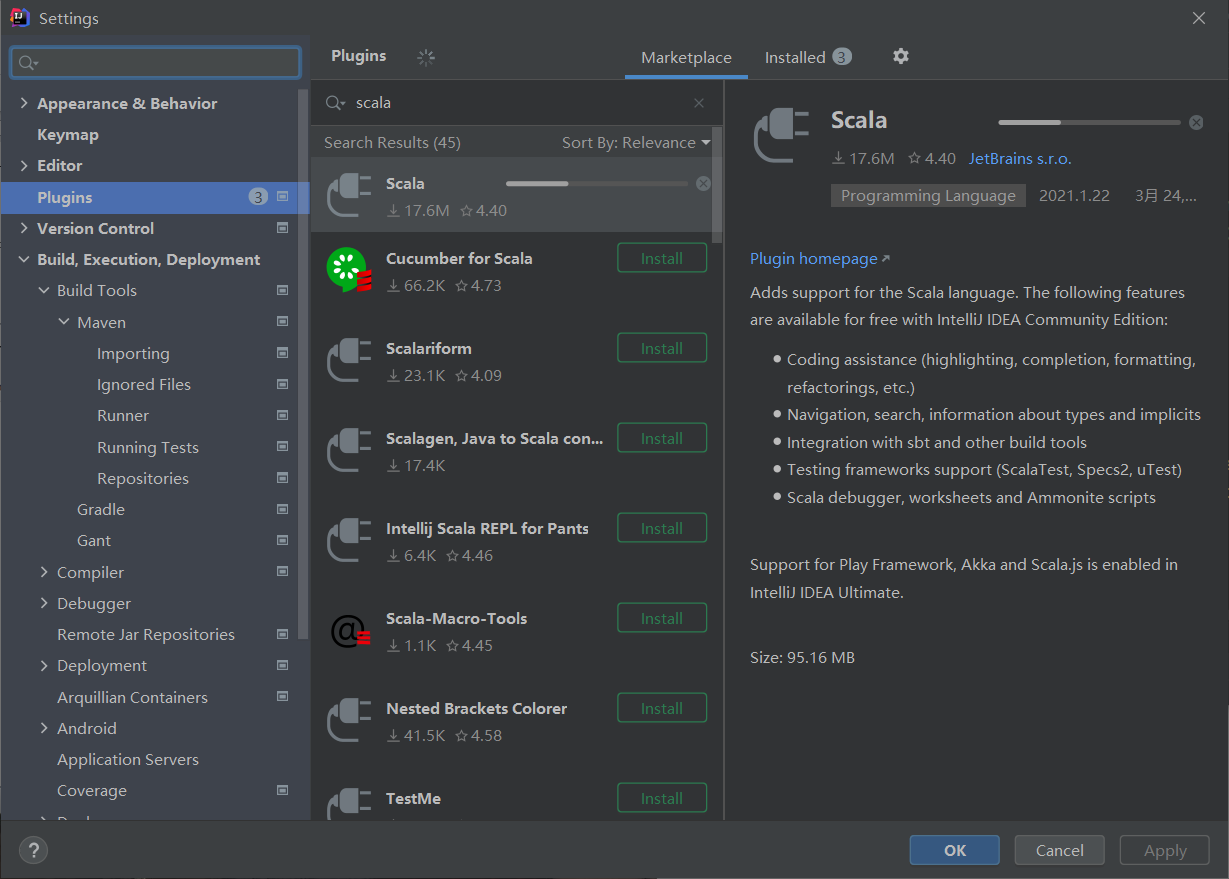 Settings
Plugins
Marketplace
Installed 3
scala
Appearance & Behavior
Keymap
Editor
Plugins 3
Version Control
Build, Execution, Deployment
Build Tools
Maven
Importing
Ignored Files
Runner
Running Tests
Repositories
Gradle
Gant
Compiler
Debugger
Remote Jar Repositories
Deployment
Arquillian Containers
Android
Application Servers
Coverage
Search Results (45) Sort By: Relevance
Scala
17.6M 4.40
Cucumber for Scala Install
66.2K 4.73
Scalariform Install
23.1K 4.09
Scalagen, Java to Scala con... Install
17.4K
Intellij Scala REPL for Pants Install
6.4K 4.46
Scala-Macro-Tools Install
1.1K 4.45
Nested Brackets Colorer Install
41.5K 4.58
TestMe Install
Scala
17.6M 4.40 JetBrains s.r.o.
Programming Language 2021.1.22 3月 24,...
Plugin homepage
Adds support for the Scala language. The following features
are available for free with IntelliJ IDEA Community Edition:
Coding assistance (highlighting, completion, formatting,
refactorings, etc.)
Navigation, search, information about types and implicits
Integration with sbt and other build tools
Testing frameworks support (ScalaTest, Specs2, uTest)
Scala debugger, worksheets and Ammonite scripts
Support for Play Framework, Akka and Scala.js is enabled in
IntelliJ IDEA Ultimate.
Size: 95.16 MB
?
OK
Cancel
Apply